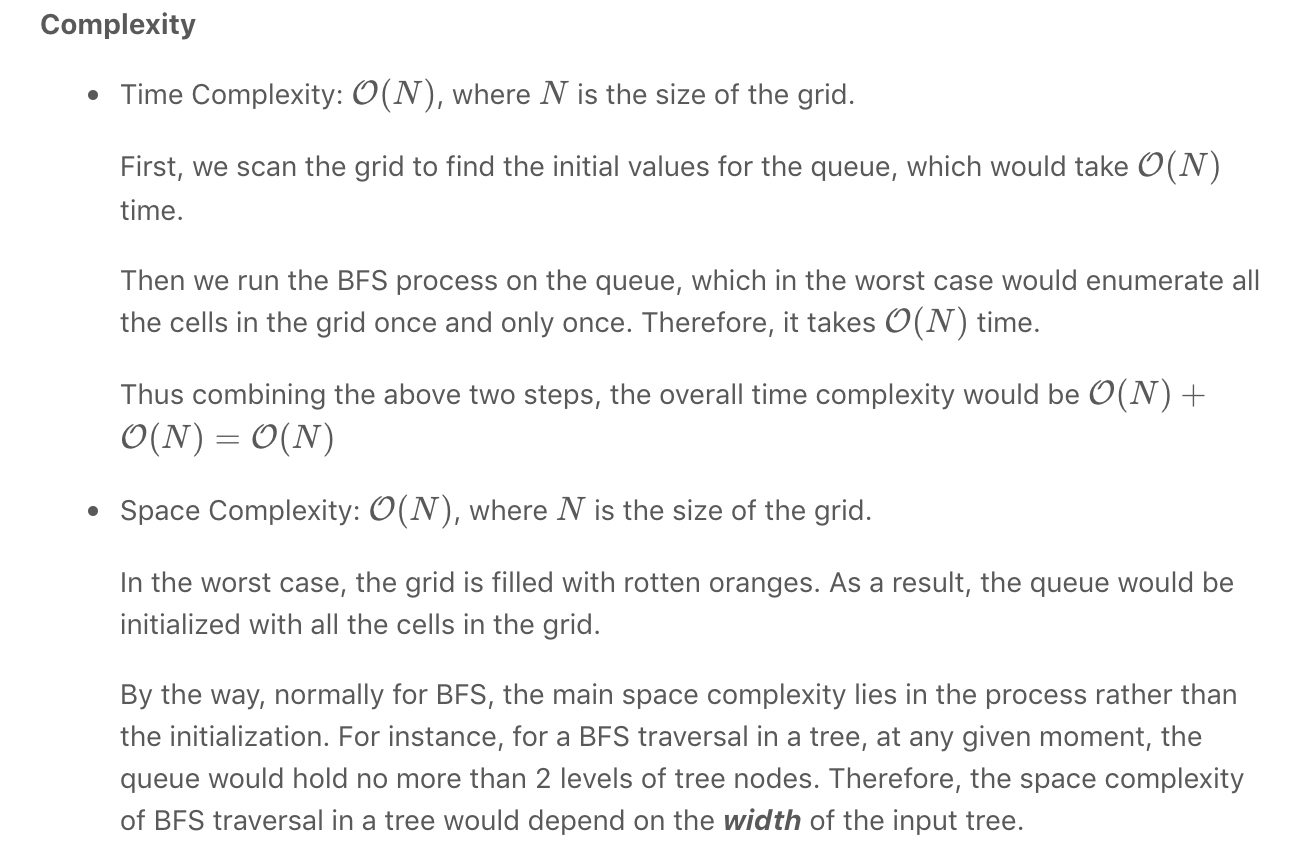 Complexity
• Time Complexity: 𝒪(N), where N is the size of the grid.
First, we scan the grid to find the initial values for the queue, which would take 𝒪(N)
time.
Then we run the BFS process on the queue, which in the worst case would enumerate all
the cells in the grid once and only once. Therefore, it takes 𝒪(N) time.
Thus combining the above two steps, the overall time complexity would be 𝒪(N) +
𝒪(N) = 𝒪(N)
• Space Complexity: 𝒪(N), where N is the size of the grid.
In the worst case, the grid is filled with rotten oranges. As a result, the queue would be
initialized with all the cells in the grid.
By the way, normally for BFS, the main space complexity lies in the process rather than
the initialization. For instance, for a BFS traversal in a tree, at any given moment, the
queue would hold no more than 2 levels of tree nodes. Therefore, the space complexity
of BFS traversal in a tree would depend on the width of the input tree.